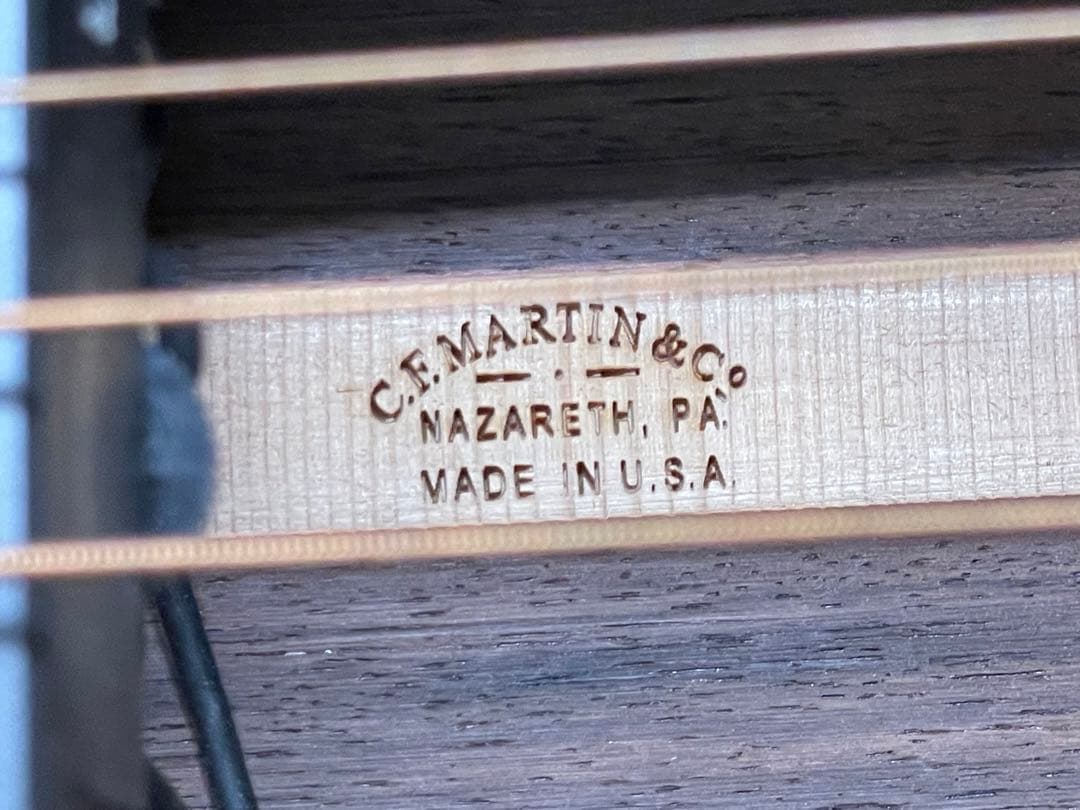 C.F. MARTIN & Co.
NAZARETH, PA.
MADE IN U.S.A.